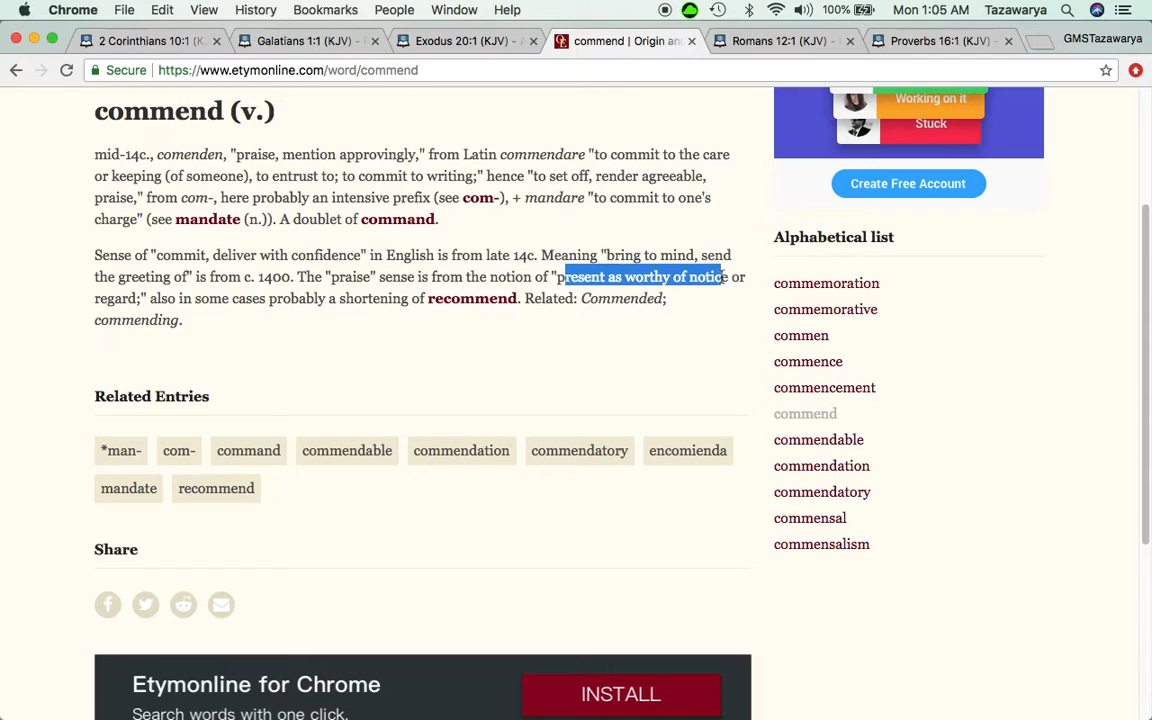 Chrome File Edit View History Bookmarks People Window Help 100% Mon 1:05 AM Tazawarya
2 Corinthians 10:1 (K Galatians 1:1 (KJV) - Exodus 20:1 (KJV) - commend | Origin an Romans 12:1 (KJV) - Proverbs 16:1 (KJV) GMSTazawarya
Secure https://www.etymonline.com/word/commend
commend (v.)
mid-14c., comenden, "praise, mention approvingly," from Latin commendare "to commit to the care
or keeping (of someone), to entrust to; to commit to writing;" hence "to set off, render agreeable,
praise," from com-, here probably an intensive prefix (see com-), + mandare "to commit to one's
charge" (see mandate (n.)). A doublet of command.
Sense of "commit, deliver with confidence" in English is from late 14c. Meaning "bring to mind, send
the greeting of" is from c. 1400. The "praise" sense is from the notion of "present as worthy of notice or
regard;" also in some cases probably a shortening of recommend. Related: Commended;
commending.
Related Entries
*man- com- command commendable commendation commendatory encomienda
mandate recommend
Share
Etymonline for Chrome
Search words with one click.
INSTALL
Working on it
Stuck
Create Free Account
Alphabetical list
commemoration
commemorative
commen
commence
commencement
commend
commendable
commendation
commendatory
commensal
commensalism